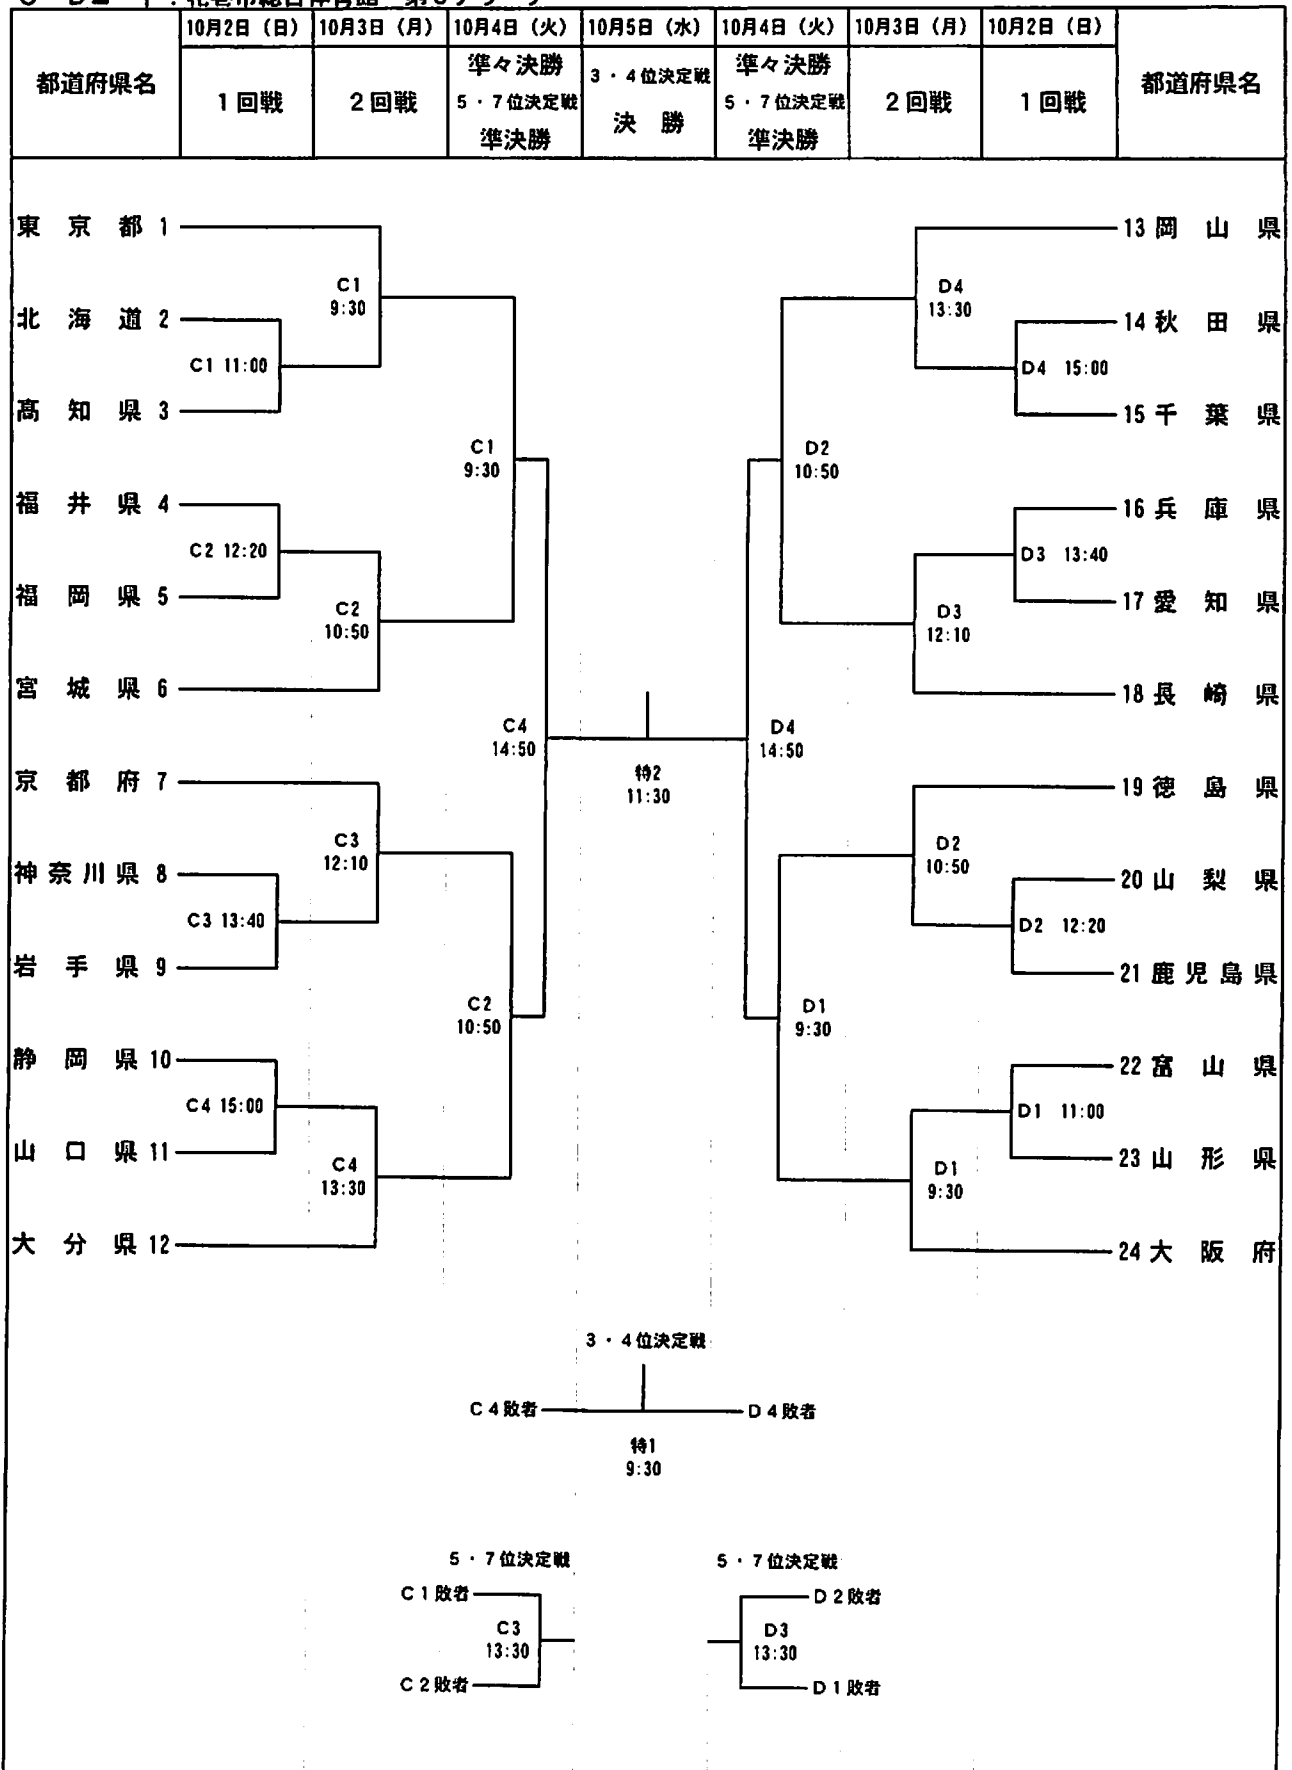 10月2日（日） 10月3日（月） 10月4日（火） 10月5日（水） 10月4日（火） 10月3日（月） 10月2日（日）
都道府県名 1回戦 2回戦 準々決勝 5・7位決定戦 準決勝 3・4位決定戦 決 勝 準々決勝 5・7位決定戦 準決勝 2回戦 1回戦 都道府県名
東京都 1
北海道 2
高知県 3
福井県 4
福岡県 5
宮城県 6
京都府 7
神奈川県 8
岩手県 9
静岡県 10
山口県 11
大分県 12
C1 11:00
C2 12:20
C3 13:40
C4 15:00
C1
9:30
C2
10:50
C3
12:10
C4
13:30
C1
9:30
C2
10:50
C4
14:50
特2
11:30
D4
14:50
D2
10:50
D1
9:30
D4
13:30
D3
12:10
D2
10:50
D1
9:30
D4 15:00
D3 13:40
D2 12:20
D1 11:00
13 岡山県
14 秋田県
15 千葉県
16 兵庫県
17 愛知県
18 長崎県
19 徳島県
20 山梨県
21 鹿児島県
22 富山県
23 山形県
24 大阪府
3・4位決定戦
C4敗者 D4敗者
特1
9:30
5・7位決定戦
C1敗者
C3
13:30
C2敗者
5・7位決定戦
D2敗者
D3
13:30
D1敗者